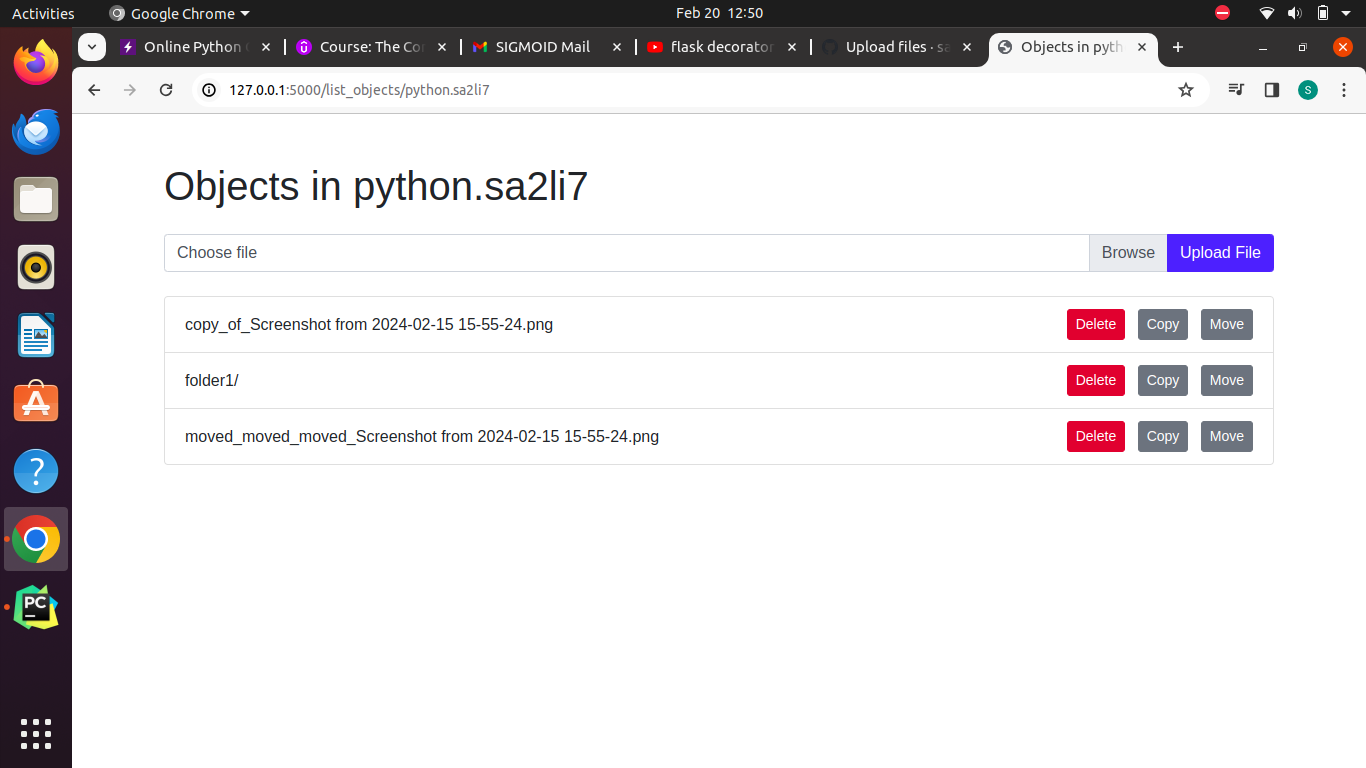 Activities Google Chrome Feb 20 12:50
Online Python Course: The Co SIGMOID Mail flask decorator Upload files · sa Objects in pyth
127.0.0.1:5000/list_objects/python.sa2li7 S
Objects in python.sa2li7
Choose file Browse Upload File
copy_of_Screenshot from 2024-02-15 15-55-24.png Delete Copy Move
folder1/ Delete Copy Move
moved_moved_moved_Screenshot from 2024-02-15 15-55-24.png Delete Copy Move
PC